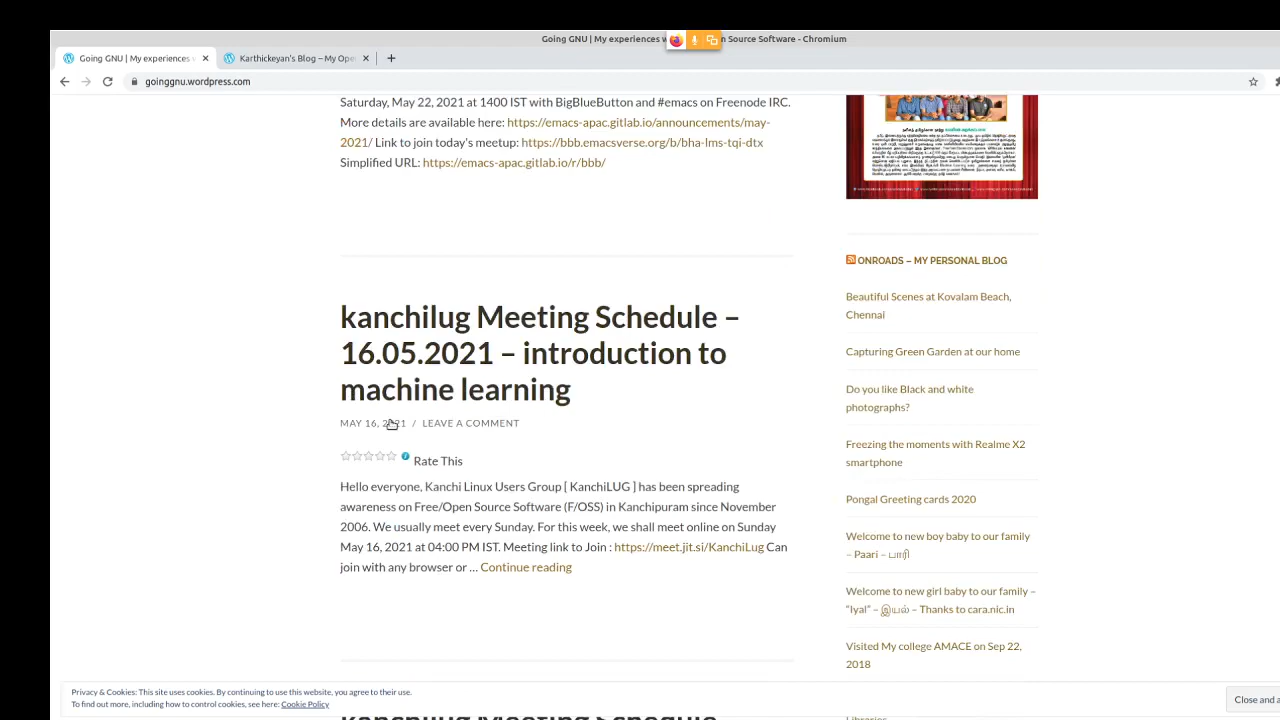 Going GNU | My experiences w n Source Software - Chromium
Going GNU | My experiences
Karthickeyan's Blog – My Ope
goinggnu.wordpress.com
Saturday, May 22, 2021 at 1400 IST with BigBlueButton and #emacs on Freenode IRC.
More details are available here: https://emacs-apac.gitlab.io/announcements/may-
2021/ Link to join today's meetup: https://bbb.emacsverse.org/b/bha-lms-tqi-dtx
Simplified URL: https://emacs-apac.gitlab.io/r/bbb/
kanchilug Meeting Schedule –
16.05.2021 – introduction to
machine learning
MAY 16, 2021 / LEAVE A COMMENT
Rate This
Hello everyone, Kanchi Linux Users Group [ KanchiLUG ] has been spreading
awareness on Free/Open Source Software (F/OSS) in Kanchipuram since November
2006. We usually meet every Sunday. For this week, we shall meet online on Sunday
May 16, 2021 at 04:00 PM IST. Meeting link to Join : https://meet.jit.si/KanchiLug Can
join with any browser or ... Continue reading
kanchilug Meeting Schedule
ONROADS – MY PERSONAL BLOG
Beautiful Scenes at Kovalam Beach,
Chennai
Capturing Green Garden at our home
Do you like Black and white
photographs?
Freezing the moments with Realme X2
smartphone
Pongal Greeting cards 2020
Welcome to new boy baby to our family
– Paari – பாரி
Welcome to new girl baby to our family –
"Iyal" – இயல் – Thanks to cara.nic.in
Visited My college AMACE on Sep 22,
2018
Libraries
Privacy & Cookies: This site uses cookies. By continuing to use this website, you agree to their use.
To find out more, including how to control cookies, see here: Cookie Policy
Close and a